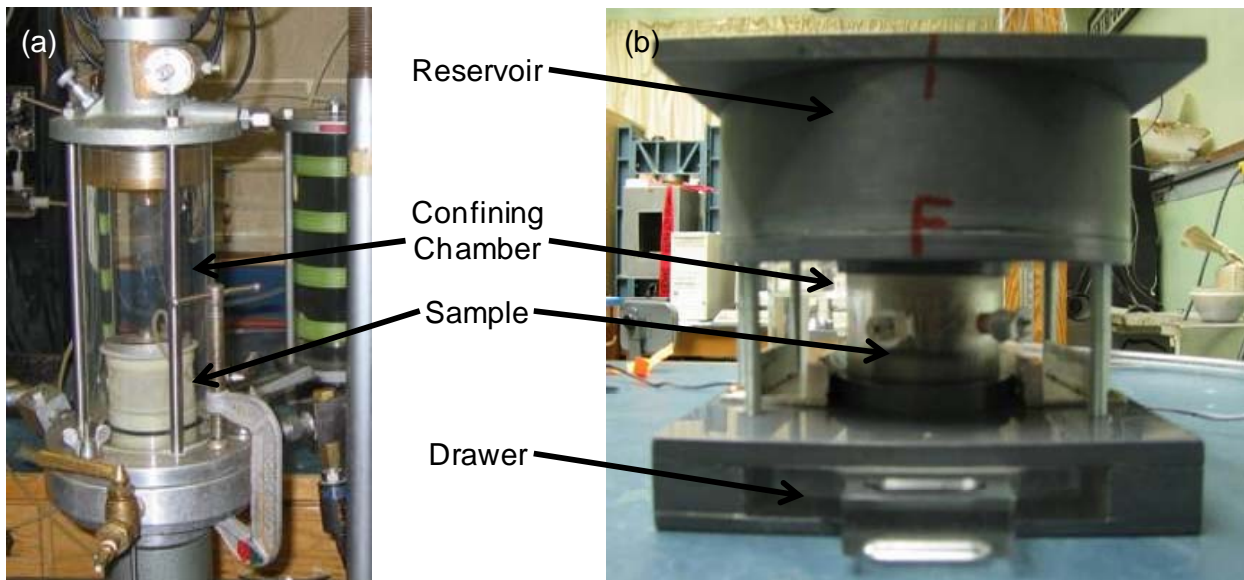 (a)
(b)
Reservoir
Confining
Chamber
Sample
Drawer
I
F